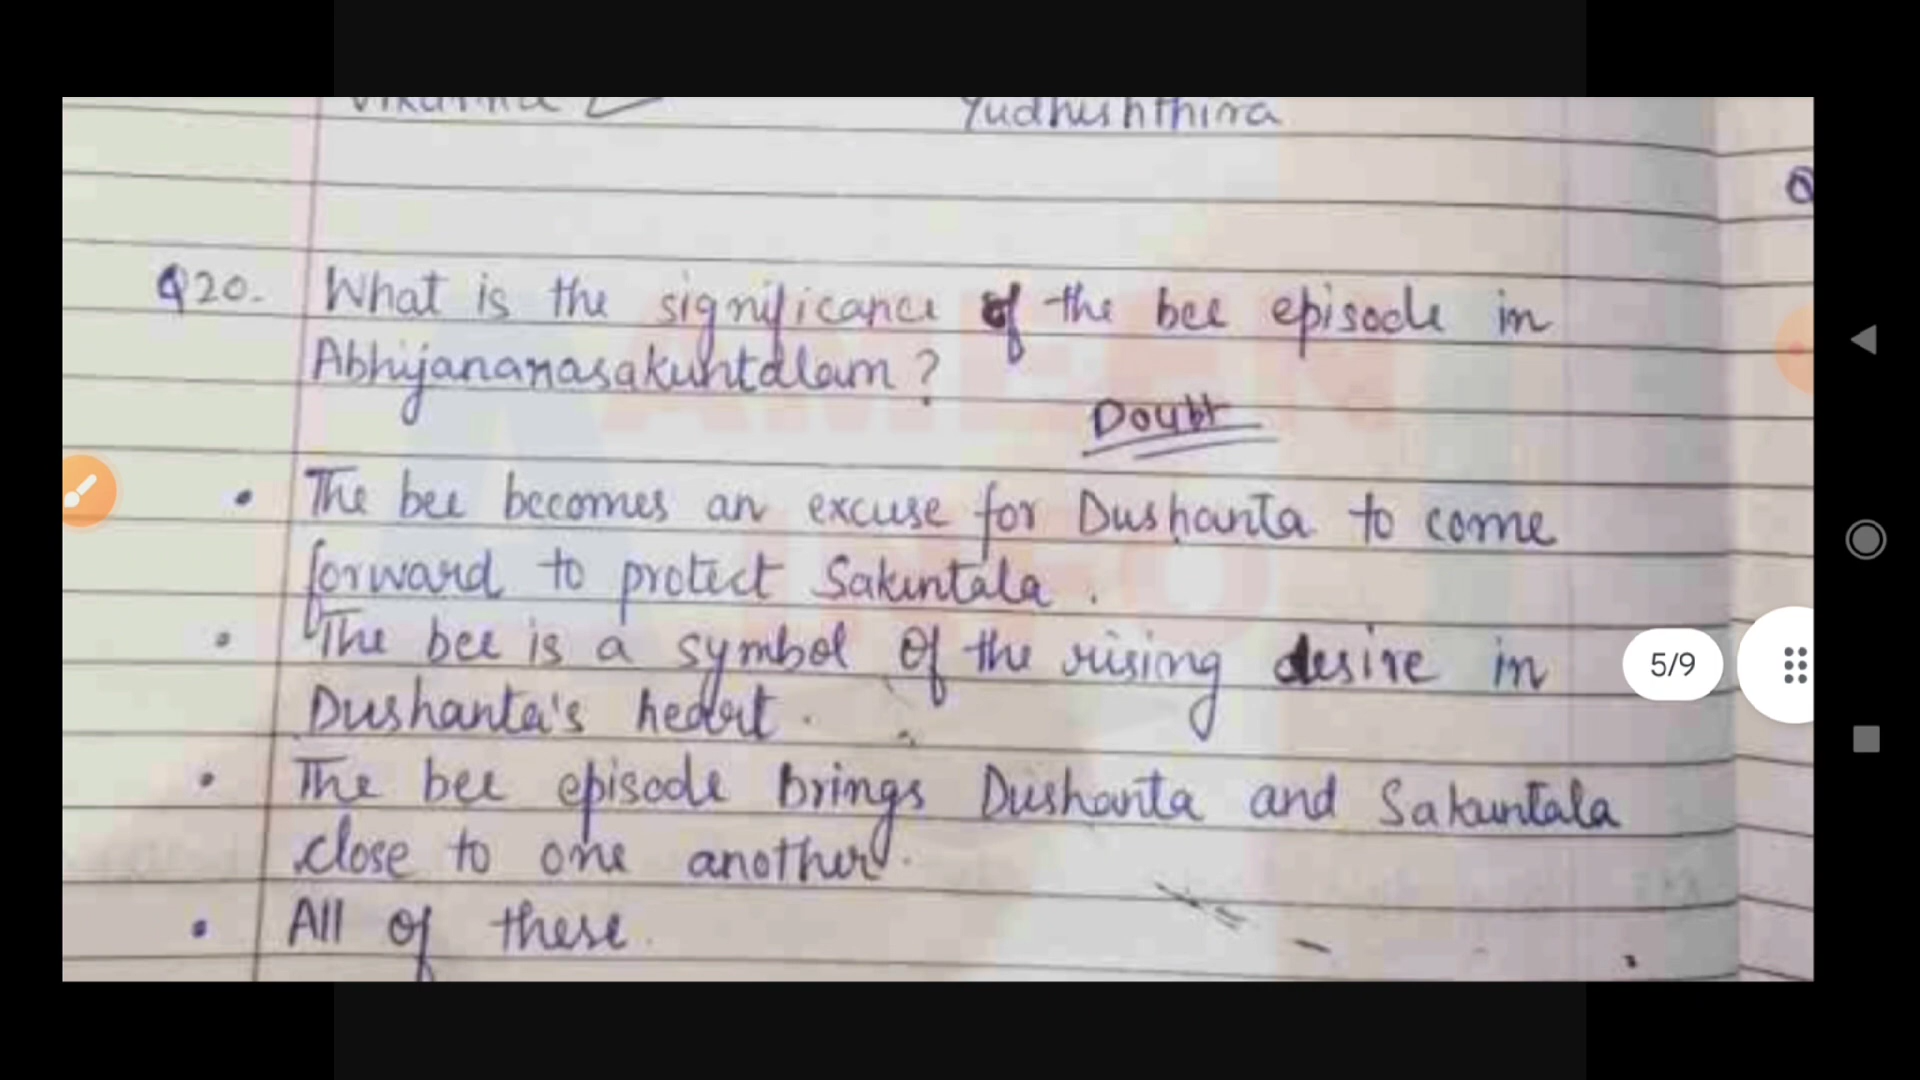 Yudhishthira
Q
Q20. What is the significance of the bee episode in
Abhijananasakuntalam?
Doubt
• The bee becomes an excuse for Dushanta to come
forward to protect Sakuntala.
• The bee is a symbol of the rising desire in
Dushanta's heart.
• The bee episode brings Dushanta and Sakuntala
close to one another.
• All of these.
5/9